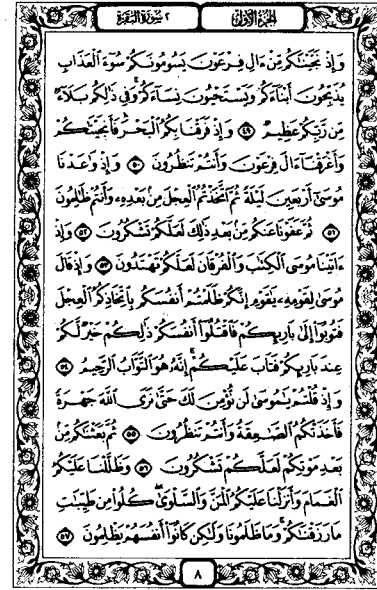 الجزء الأول
٢ سورة البقرة
وَإِذْ نَجَّيْنَٰكُم مِّنْ ءَالِ فِرْعَوْنَ يَسُومُونَكُمْ سُوٓءَ ٱلْعَذَابِ
يُذَبِّحُونَ أَبْنَآءَكُمْ وَيَسْتَحْيُونَ نِسَآءَكُمْ ۚ وَفِى ذَٰلِكُم بَلَآءٌ
مِّن رَّبِّكُمْ عَظِيمٌ ٤٩ وَإِذْ فَرَقْنَا بِكُمُ ٱلْبَحْرَ فَأَنجَيْنَٰكُمْ
وَأَغْرَقْنَآ ءَالَ فِرْعَوْنَ وَأَنتُمْ تَنظُرُونَ ٥٠ وَإِذْ وَٰعَدْنَا
مُوسَىٰٓ أَرْبَعِينَ لَيْلَةً ثُمَّ ٱتَّخَذْتُمُ ٱلْعِجْلَ مِنۢ بَعْدِهِۦ وَأَنتُمْ ظَٰلِمُونَ
٥١ ثُمَّ عَفَوْنَا عَنكُم مِّنۢ بَعْدِ ذَٰلِكَ لَعَلَّكُمْ تَشْكُرُونَ ٥٢ وَإِذْ
ءَاتَيْنَا مُوسَى ٱلْكِتَٰبَ وَٱلْفُرْقَانَ لَعَلَّكُمْ تَهْتَدُونَ ٥٣ وَإِذْ قَالَ
مُوسَىٰ لِقَوْمِهِۦ يَٰقَوْمِ إِنَّكُمْ ظَلَمْتُمْ أَنفُسَكُم بِٱتِّخَاذِكُمُ ٱلْعِجْلَ
فَتُوبُوٓا۟ إِلَىٰ بَارِئِكُمْ فَٱقْتُلُوٓا۟ أَنفُسَكُمْ ذَٰلِكُمْ خَيْرٌ لَّكُمْ
عِندَ بَارِئِكُمْ فَتَابَ عَلَيْكُمْ ۚ إِنَّهُۥ هُوَ ٱلتَّوَّابُ ٱلرَّحِيمُ ٥٤
وَإِذْ قُلْتُمْ يَٰمُوسَىٰ لَن نُّؤْمِنَ لَكَ حَتَّىٰ نَرَى ٱللَّهَ جَهْرَةً
فَأَخَذَتْكُمُ ٱلصَّٰعِقَةُ وَأَنتُمْ تَنظُرُونَ ٥٥ ثُمَّ بَعَثْنَٰكُم مِّنۢ
بَعْدِ مَوْتِكُمْ لَعَلَّكُمْ تَشْكُرُونَ ٥٦ وَظَلَّلْنَا عَلَيْكُمُ
ٱلْغَمَامَ وَأَنزَلْنَا عَلَيْكُمُ ٱلْمَنَّ وَٱلسَّلْوَىٰ ۖ كُلُوا۟ مِن طَيِّبَٰتِ
مَا رَزَقْنَٰكُمْ ۖ وَمَا ظَلَمُونَا وَلَٰكِن كَانُوٓا۟ أَنفُسَهُمْ يَظْلِمُونَ ٥٧
٨